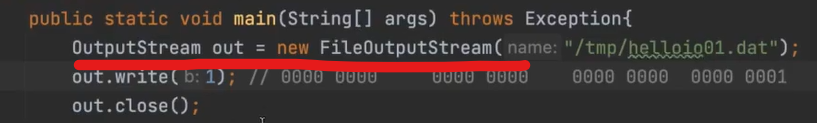 public static void main(String[] args) throws Exception{
OutputStream out = new FileOutputStream( name: "/tmp/helloio01.dat");
out.write( b: 1); // 0000 0000 0000 0000 0000 0000 0000 0001
out.close();